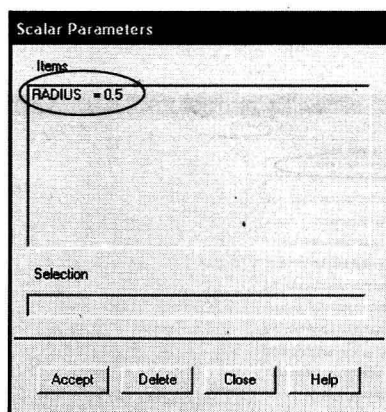 Scalar Parameters
Items
RADIUS = 0.5
Selection
Accept Delete Close Help